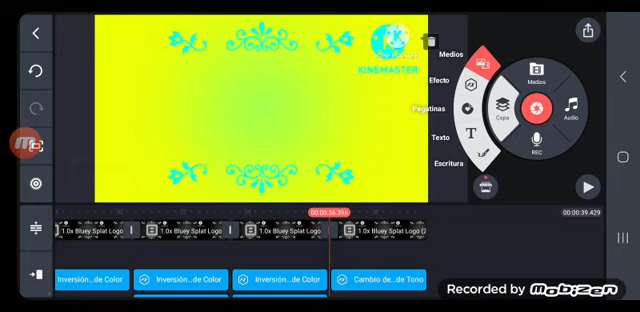 KINEMASTER
Medios
Efecto
Pegatinas
Texto
Escritura
Capa
Medios
Audio
REC
00:00:36.396
00:00:39.429
1.0x Bluey Splat Logo
1.0x Bluey Splat Logo
1.0x Bluey Splat Logo
1.0x Bluey Splat Logo (2
Inversión...de Color
Inversión...de Color
Inversión...de Color
Cambio de...de Tono
Recorded by mobizen